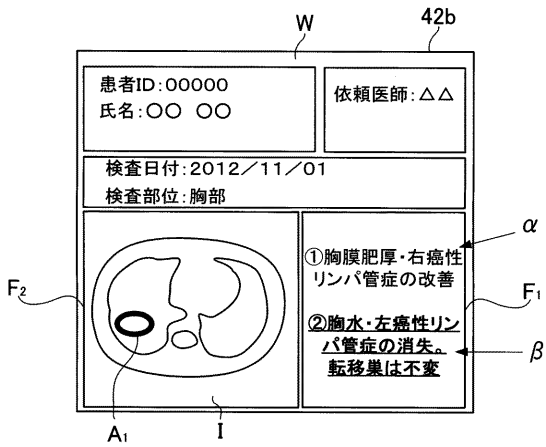 W
42b
患者ID:00000
氏名:○○ ○○
依頼医師:△△
検査日付:2012/11/01
検査部位:胸部
α
①胸膜肥厚・右癌性
リンパ管症の改善
F2
F1
②胸水・左癌性リン
パ管症の消失。
転移巣は不変
β
A1
I